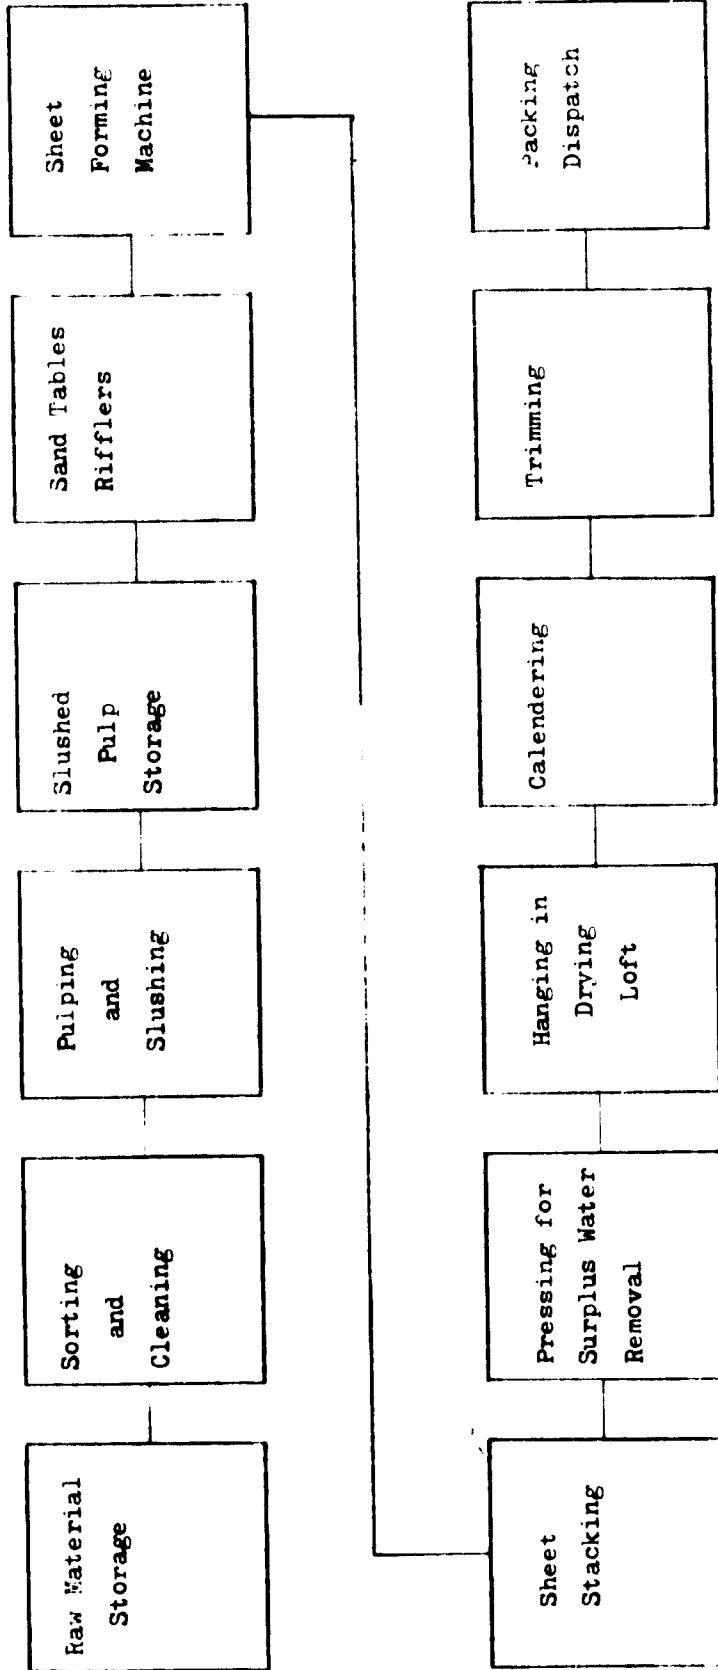 Raw Material
Storage
Sorting
and
Cleaning
Pulping
and
Slushing
Slushed
Pulp
Storage
Sand Tables
Rifflers
Sheet
Forming
Machine
Sheet
Stacking
Pressing for
Surplus Water
Removal
Hanging in
Drying
Loft
Calendering
Trimming
Packing
Dispatch